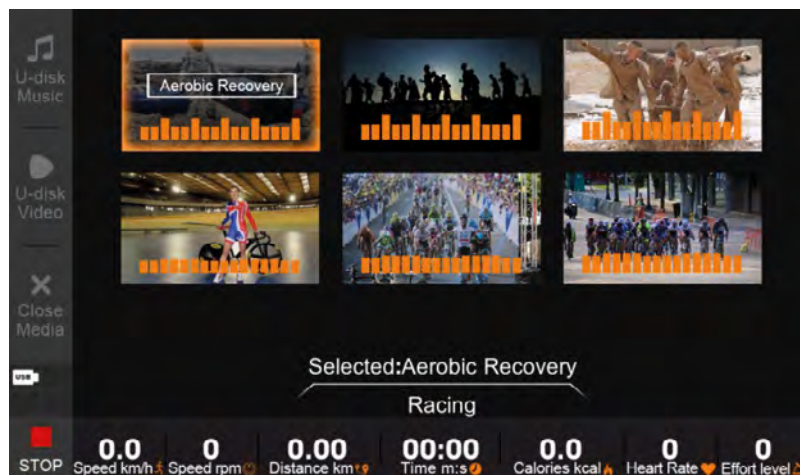 U-disk
Music
U-disk
Video
Close
Media
USB
STOP
Aerobic Recovery
Selected:Aerobic Recovery
Racing
0.0 0 0.00 00:00 0.0 0 0
Speed km/h Speed rpm Distance km Time m:s Calories kcal Heart Rate Effort level